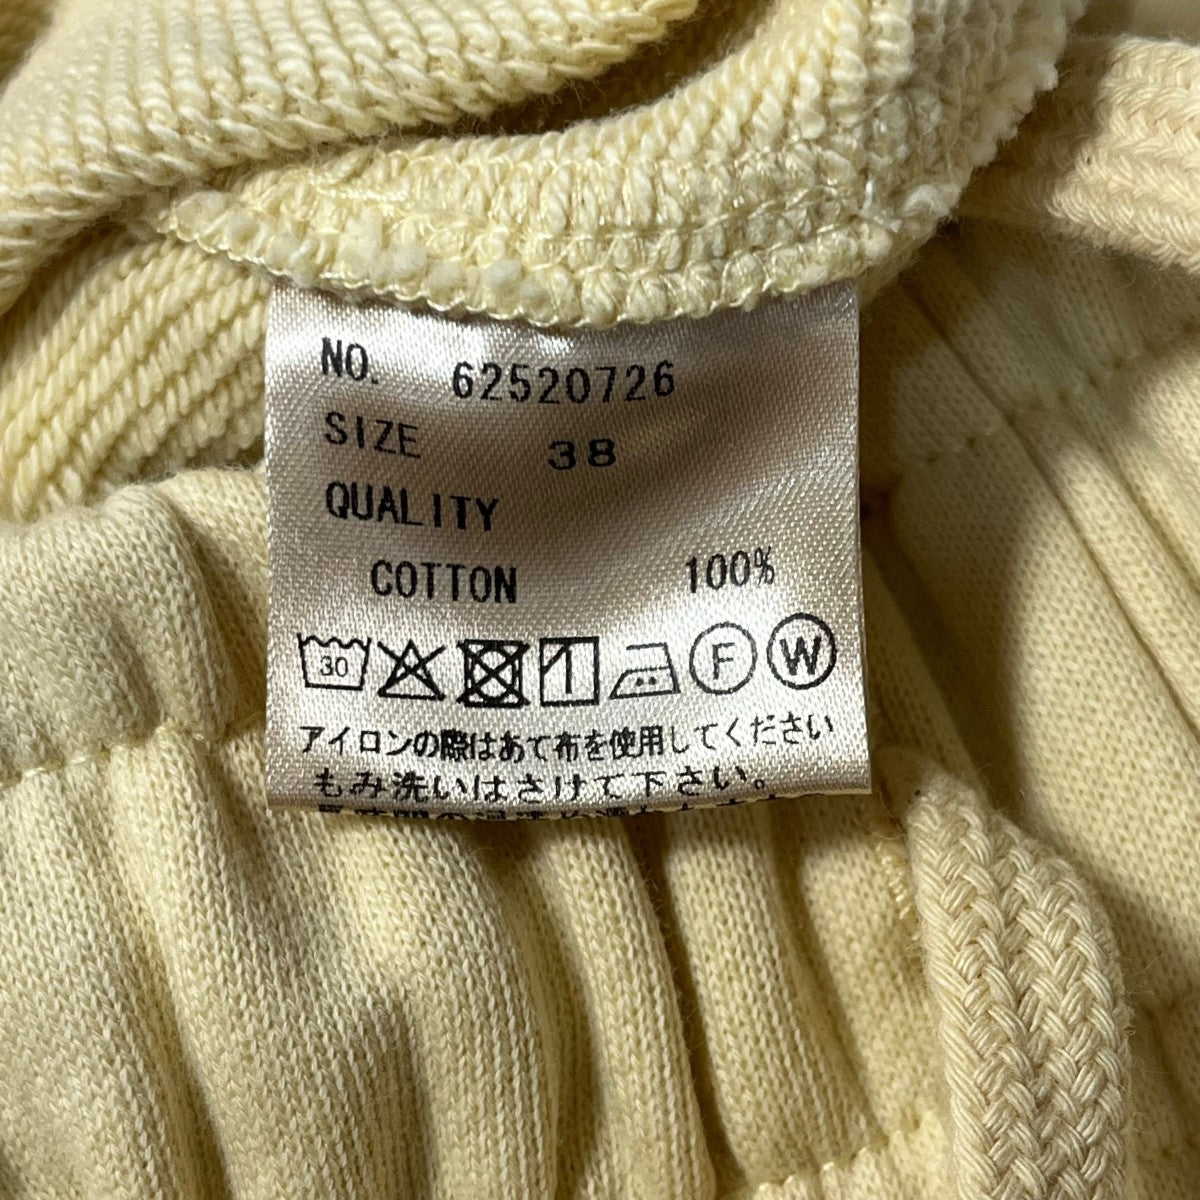 NO. 62520726
SIZE 38
QUALITY
COTTON 100%
30 F W
アイロンの際はあて布を使用してください
もみ洗いはさけて下さい。